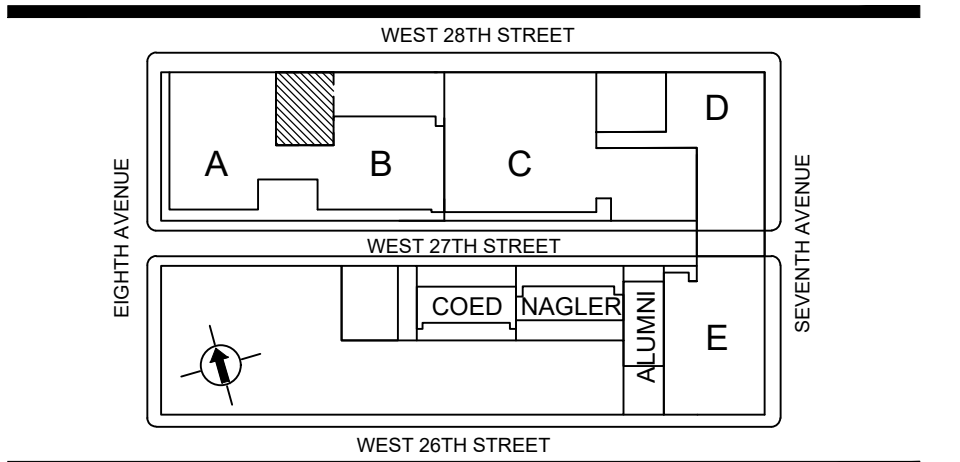 WEST 28TH STREET
D
A
B
C
EIGHTH AVENUE
SEVENTH AVENUE
WEST 27TH STREET
COED
NAGLER
ALUMNI
E
WEST 26TH STREET